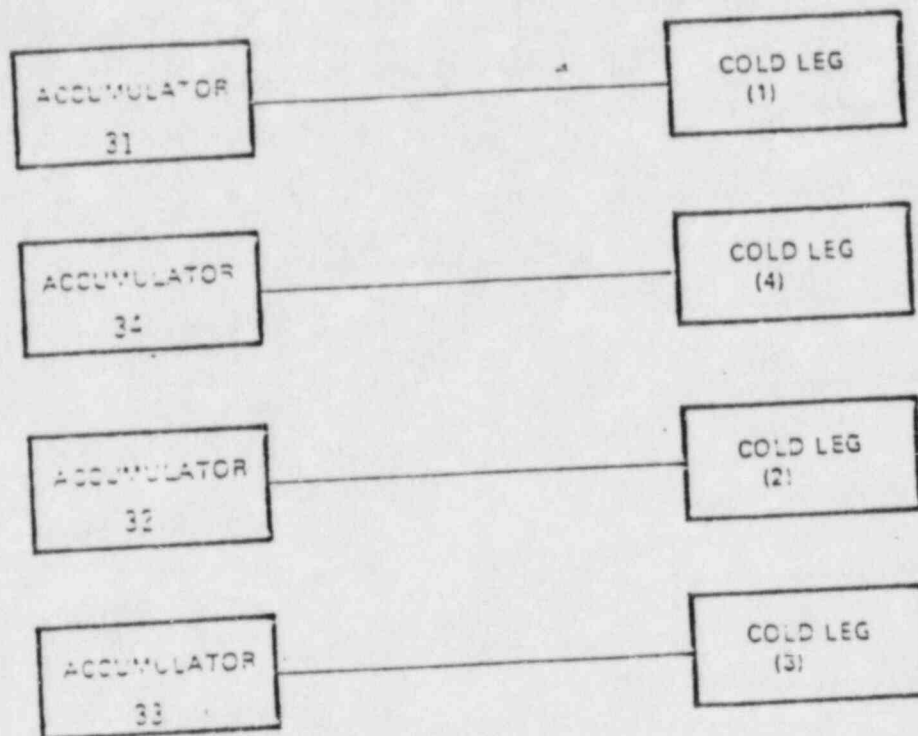 ACCUMULATOR
31
COLD LEG
(1)
ACCUMULATOR
34
COLD LEG
(4)
ACCUMULATOR
32
COLD LEG
(2)
ACCUMULATOR
33
COLD LEG
(3)